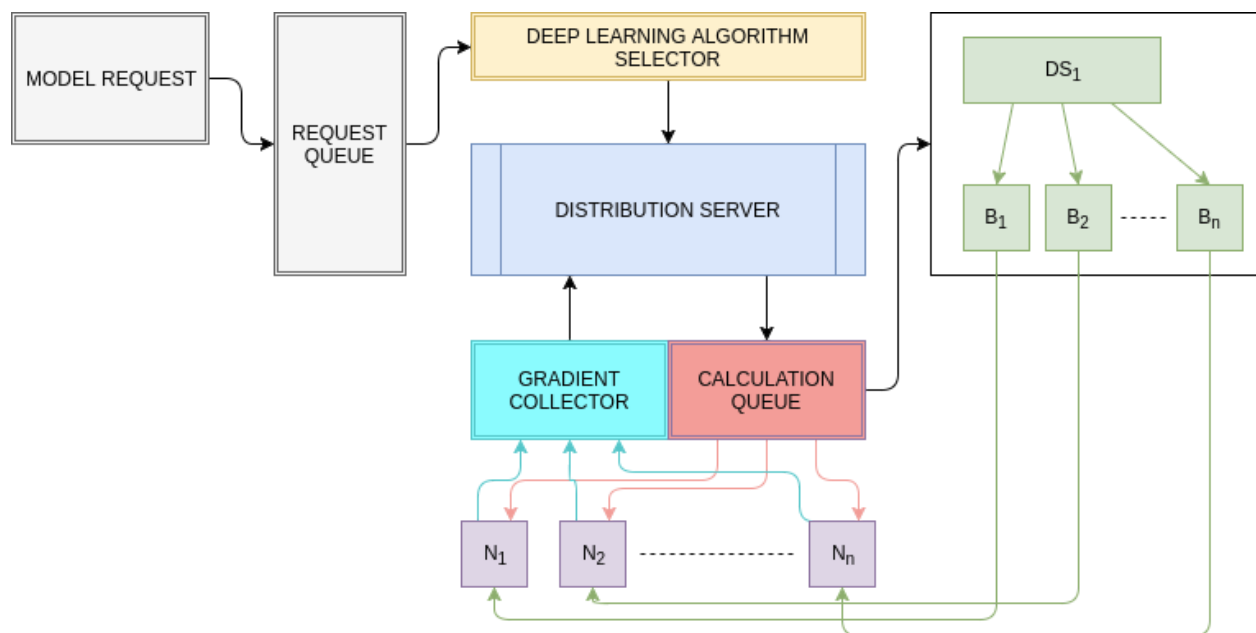 MODEL REQUEST
REQUEST
QUEUE
DEEP LEARNING ALGORITHM
SELECTOR
DISTRIBUTION SERVER
GRADIENT
COLLECTOR
CALCULATION
QUEUE
DS₁
B₁
B₂
Bₙ
N₁
N₂
Nₙ